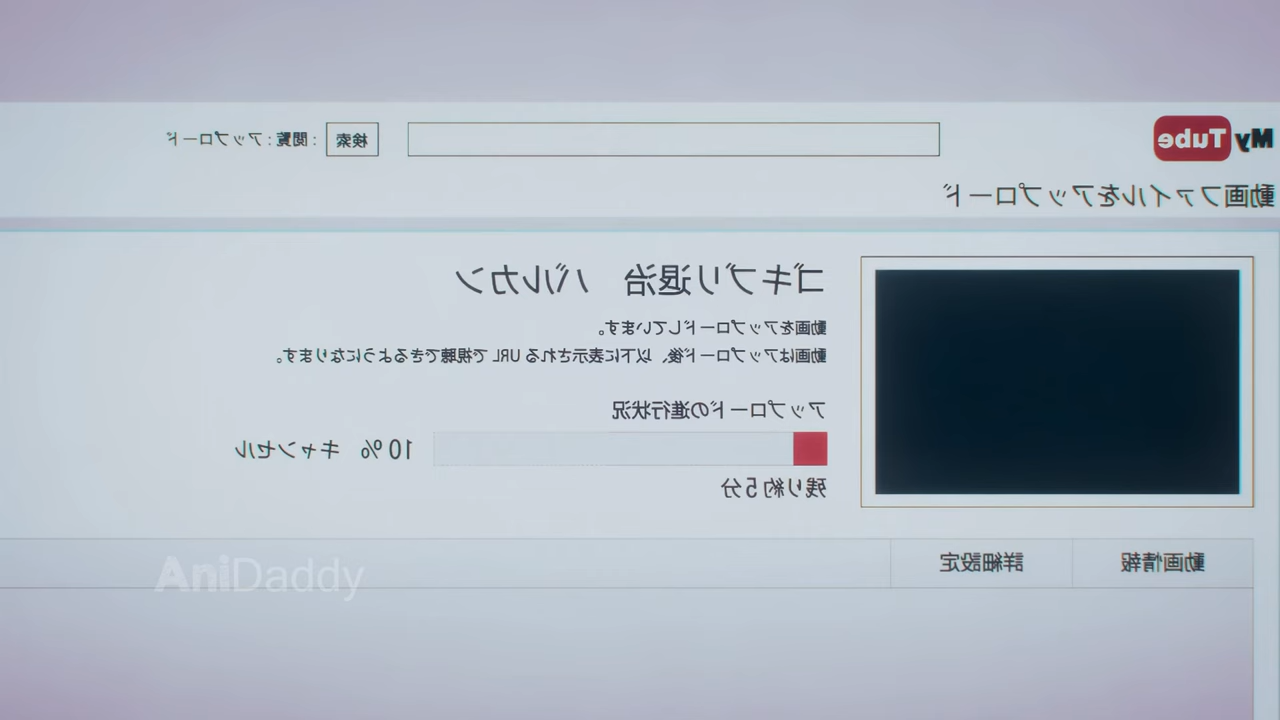 My Tube
検索 : 閲覧 : アップロード
動画ファイルをアップロード
ゴキブリ退治　バルカン
動画をアップロードしています。
動画はアップロード後、以下に表示される URL で視聴できるようになります。
アップロードの進行状況
10% キャンセル
残り約5分
動画情報 詳細設定
AniDaddy